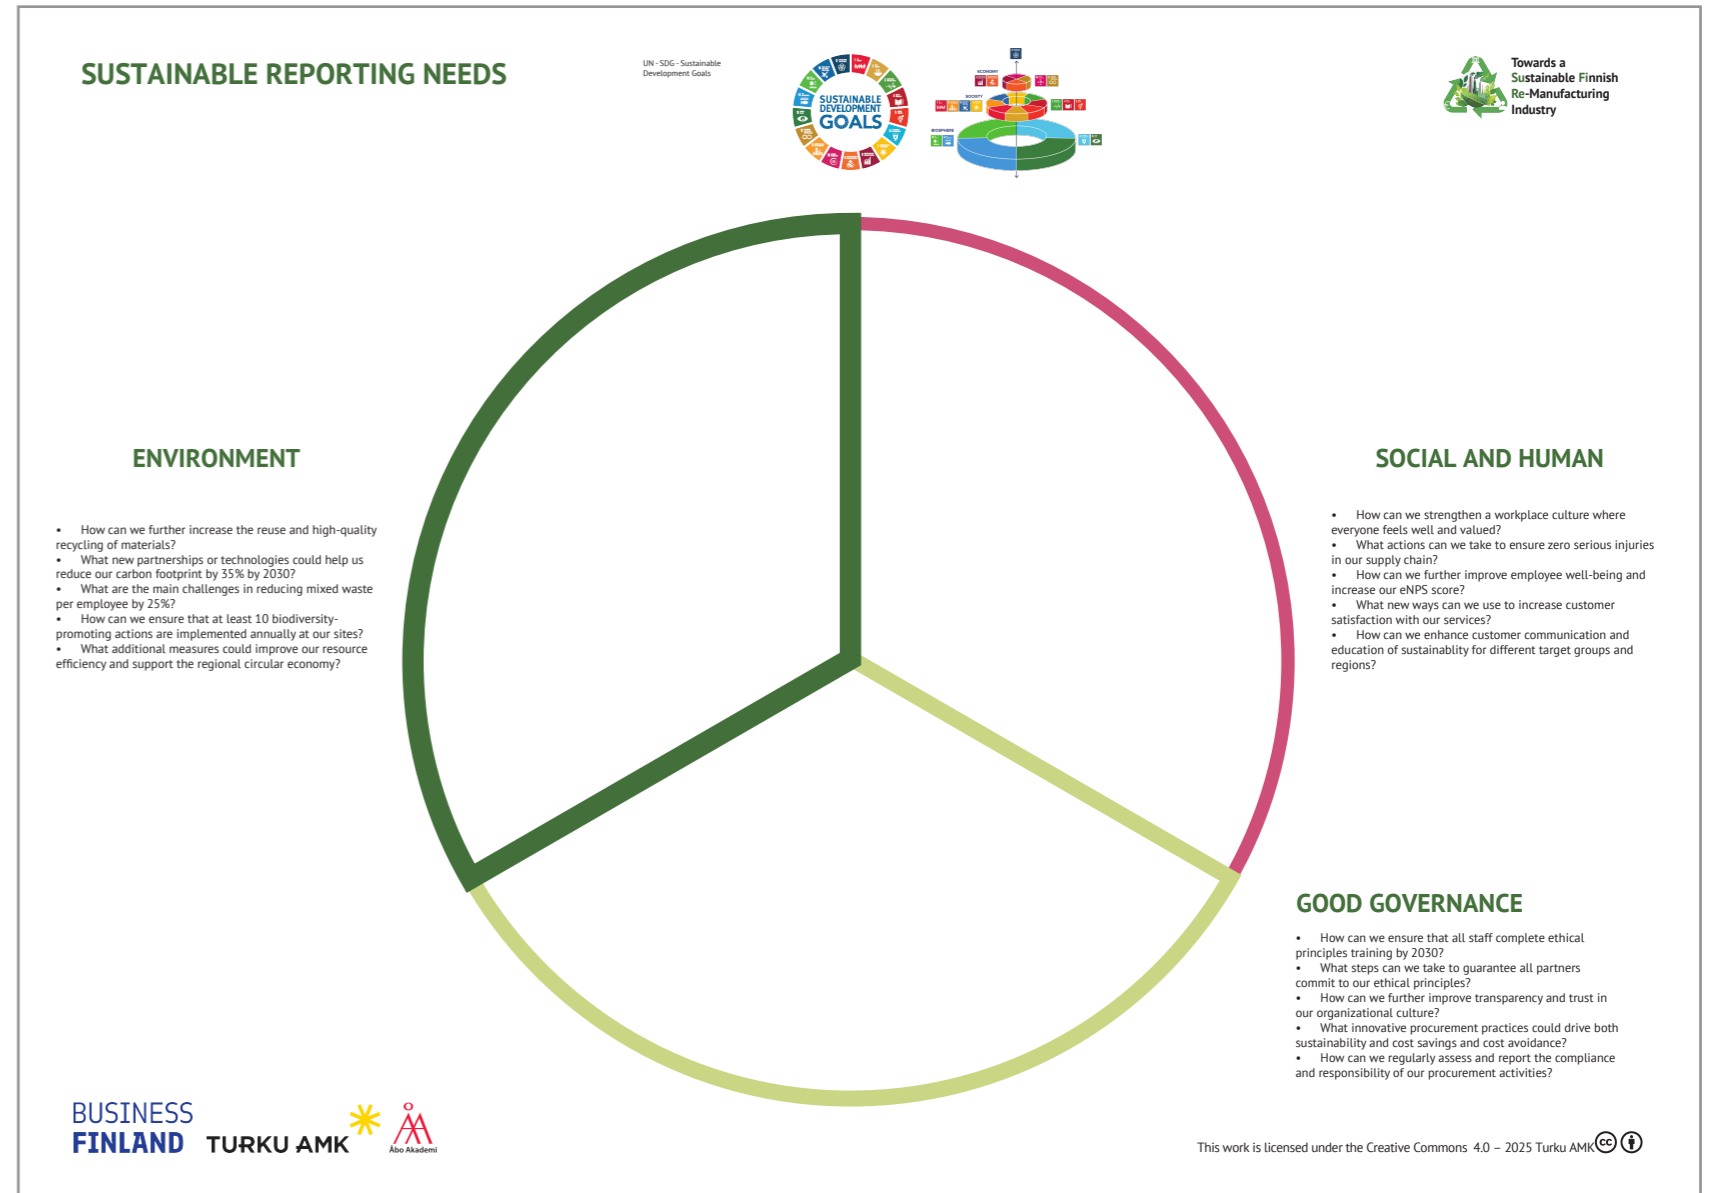 SUSTAINABLE REPORTING NEEDS
UN - SDG - Sustainable
Development Goals
SUSTAINABLE
DEVELOPMENT
GOALS
ECONOMY
SOCIETY
BIOSPHERE
Towards a
Sustainable Finnish
Re-Manufacturing
Industry
ENVIRONMENT
• How can we further increase the reuse and high-quality
recycling of materials?
• What new partnerships or technologies could help us
reduce our carbon footprint by 35% by 2030?
• What are the main challenges in reducing mixed waste
per employee by 25%?
• How can we ensure that at least 10 biodiversity-
promoting actions are implemented annually at our sites?
• What additional measures could improve our resource
efficiency and support the regional circular economy?
SOCIAL AND HUMAN
• How can we strengthen a workplace culture where
everyone feels well and valued?
• What actions can we take to ensure zero serious injuries
in our supply chain?
• How can we further improve employee well-being and
increase our eNPS score?
• What new ways can we use to increase customer
satisfaction with our services?
• How can we enhance customer communication and
education of sustainablity for different target groups and
regions?
GOOD GOVERNANCE
• How can we ensure that all staff complete ethical
principles training by 2030?
• What steps can we take to guarantee all partners
commit to our ethical principles?
• How can we further improve transparency and trust in
our organizational culture?
• What innovative procurement practices could drive both
sustainability and cost savings and cost avoidance?
• How can we regularly assess and report the compliance
and responsibility of our procurement activities?
BUSINESS
FINLAND
TURKU AMK
Åbo Akademi
This work is licensed under the Creative Commons 4.0 – 2025 Turku AMK
cc